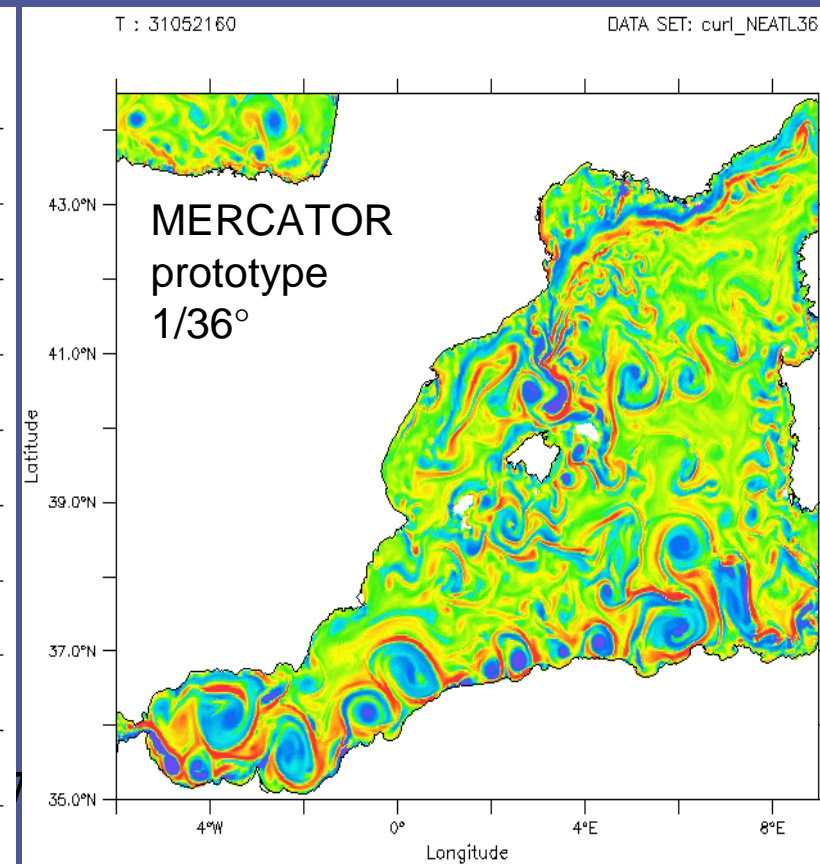 T : 31052160
DATA SET: curl_NEATL36
MERCATOR
prototype
1/36°
43.0°N
41.0°N
39.0°N
37.0°N
35.0°N
Latitude
4°W
0°
4°E
8°E
Longitude